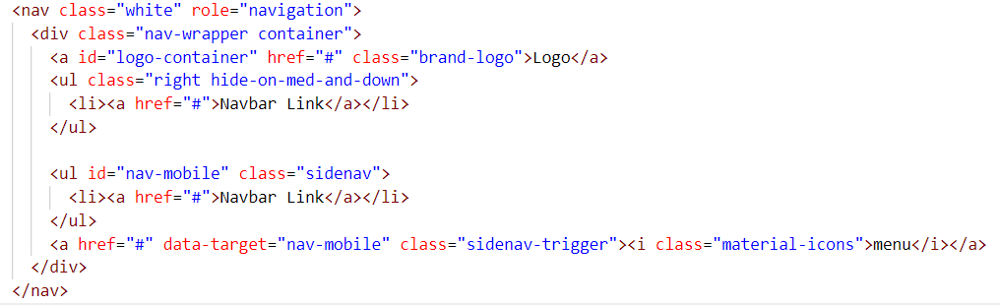 <nav class="white" role="navigation">
<div class="nav-wrapper container">
<a id="logo-container" href="#" class="brand-logo">Logo</a>
<ul class="right hide-on-med-and-down">
<li><a href="#">Navbar Link</a></li>
</ul>
<ul id="nav-mobile" class="sidenav">
<li><a href="#">Navbar Link</a></li>
</ul>
<a href="#" data-target="nav-mobile" class="sidenav-trigger"><i class="material-icons">menu</i></a>
</div>
</nav>